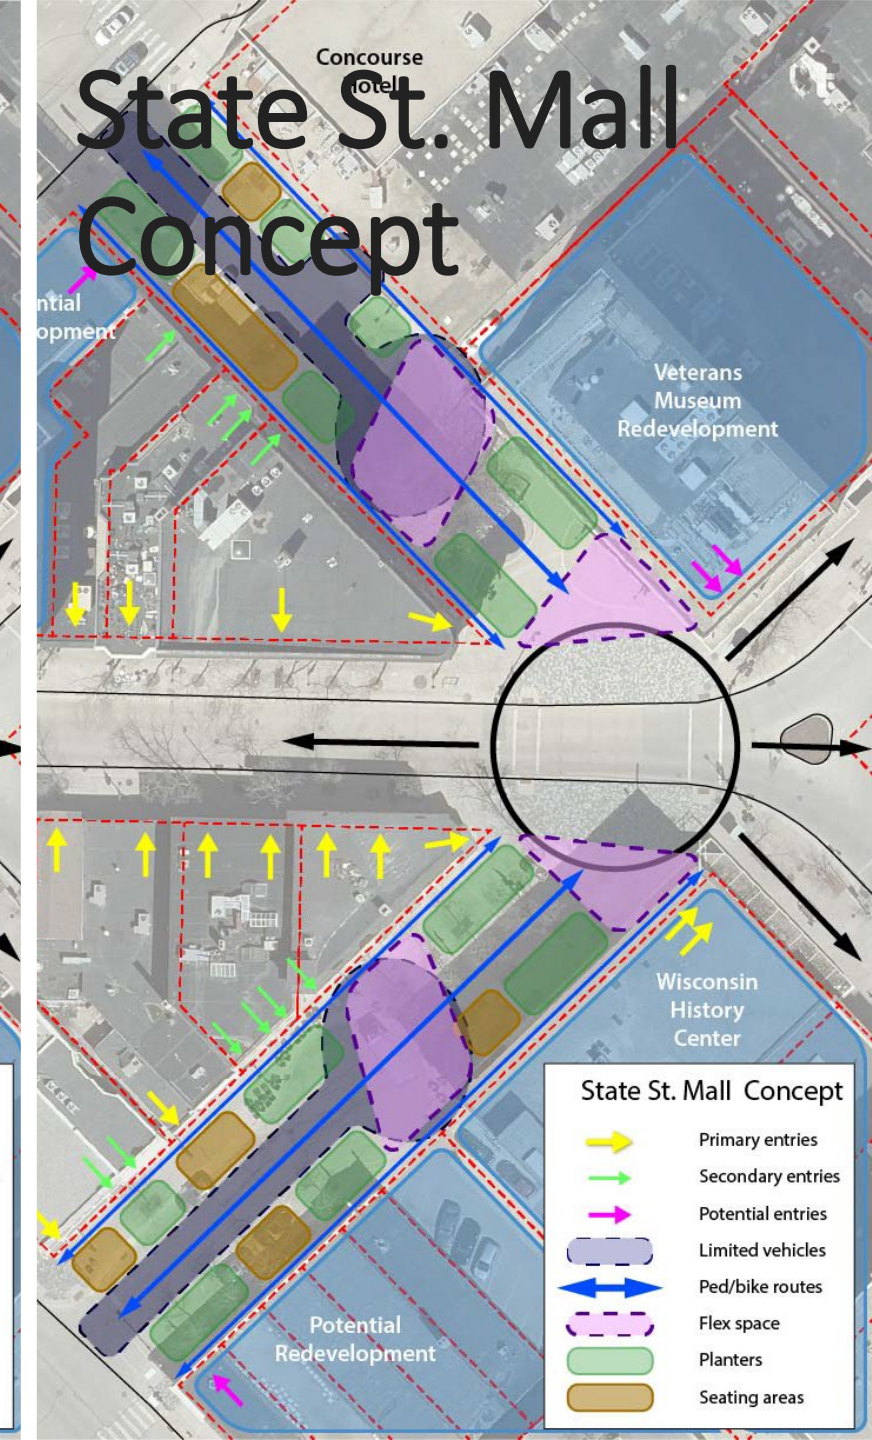 Concourse
Hotel
State St. Mall
Concept
ntial
opment
Veterans
Museum
Redevelopment
Wisconsin
History
Center
Potential
Redevelopment
State St. Mall Concept
Primary entries
Secondary entries
Potential entries
Limited vehicles
Ped/bike routes
Flex space
Planters
Seating areas